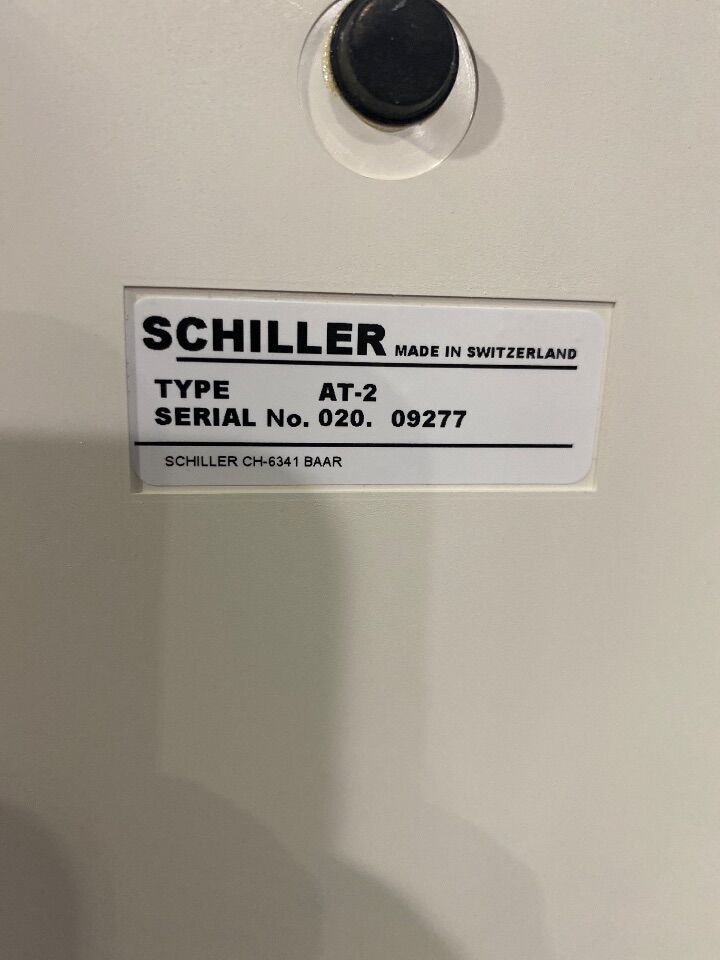 SCHILLER MADE IN SWITZERLAND
TYPE AT-2
SERIAL No. 020. 09277
SCHILLER CH-6341 BAAR